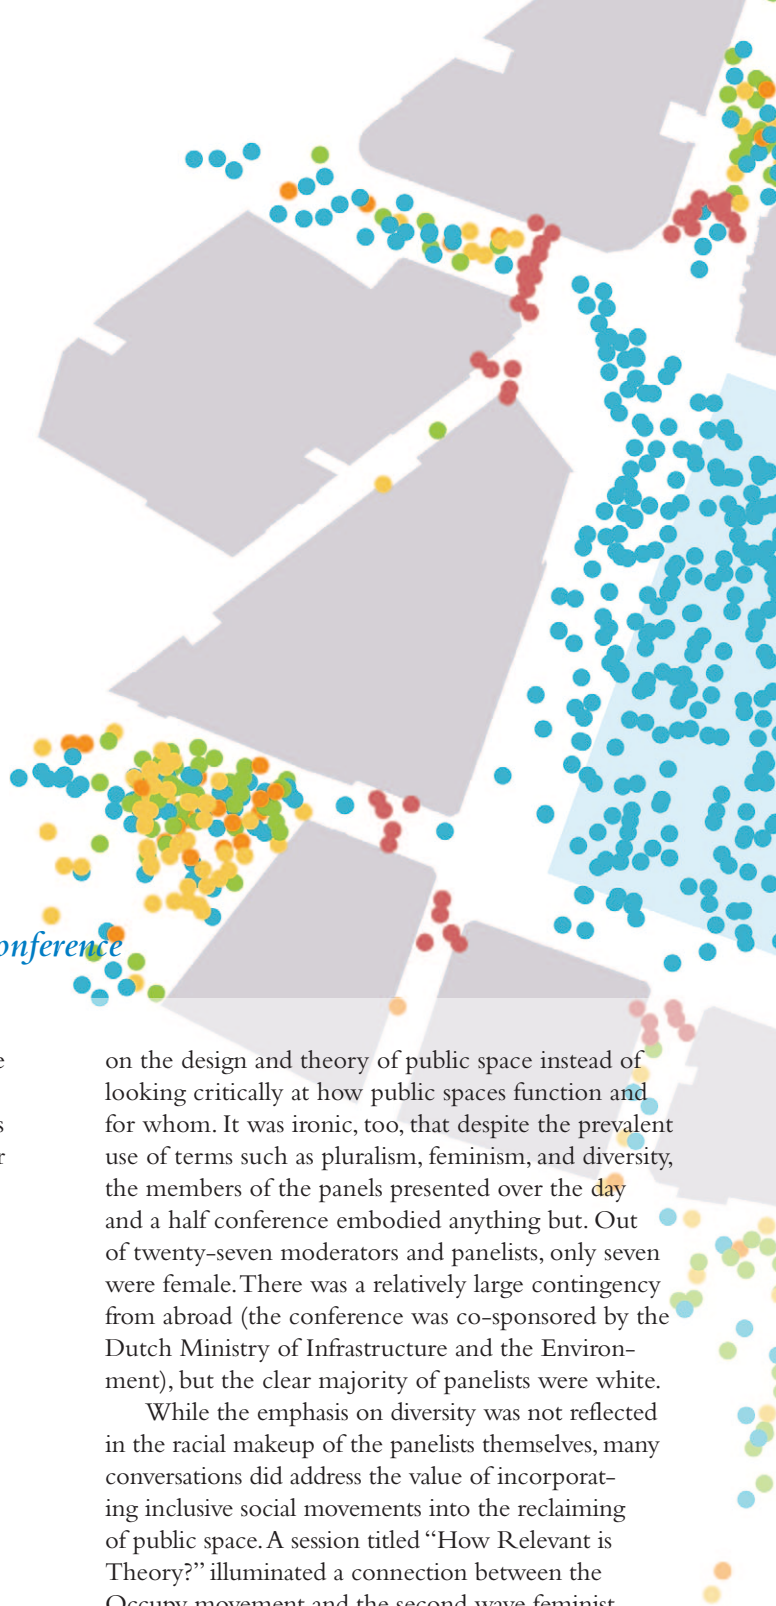 onference
e
s
r
on the design and theory of public space instead of
looking critically at how public spaces function and
for whom. It was ironic, too, that despite the prevalent
use of terms such as pluralism, feminism, and diversity,
the members of the panels presented over the day
and a half conference embodied anything but. Out
of twenty-seven moderators and panelists, only seven
were female. There was a relatively large contingency
from abroad (the conference was co-sponsored by the
Dutch Ministry of Infrastructure and the Environ-
ment), but the clear majority of panelists were white.
While the emphasis on diversity was not reflected
in the racial makeup of the panelists themselves, many
conversations did address the value of incorporat-
ing inclusive social movements into the reclaiming
of public space. A session titled “How Relevant is
Theory?” illuminated a connection between the
Occupy movement and the second wave feminist